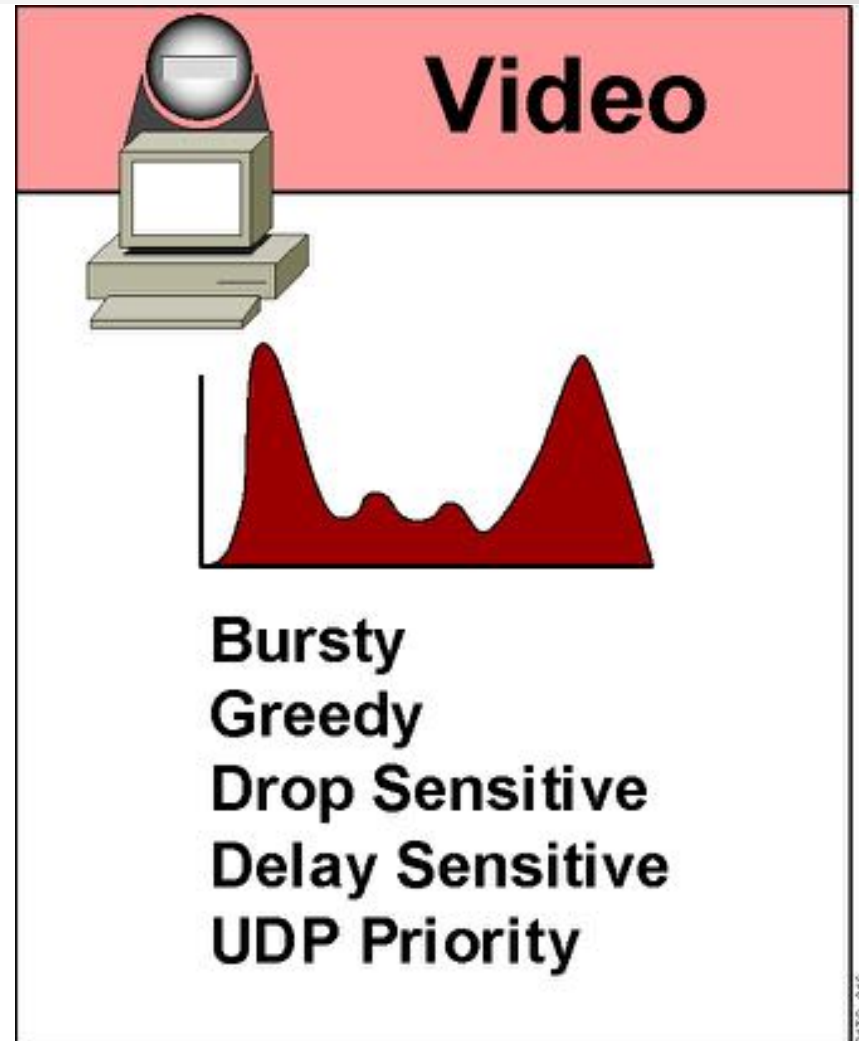 Video
Bursty
Greedy
Drop Sensitive
Delay Sensitive
UDP Priority